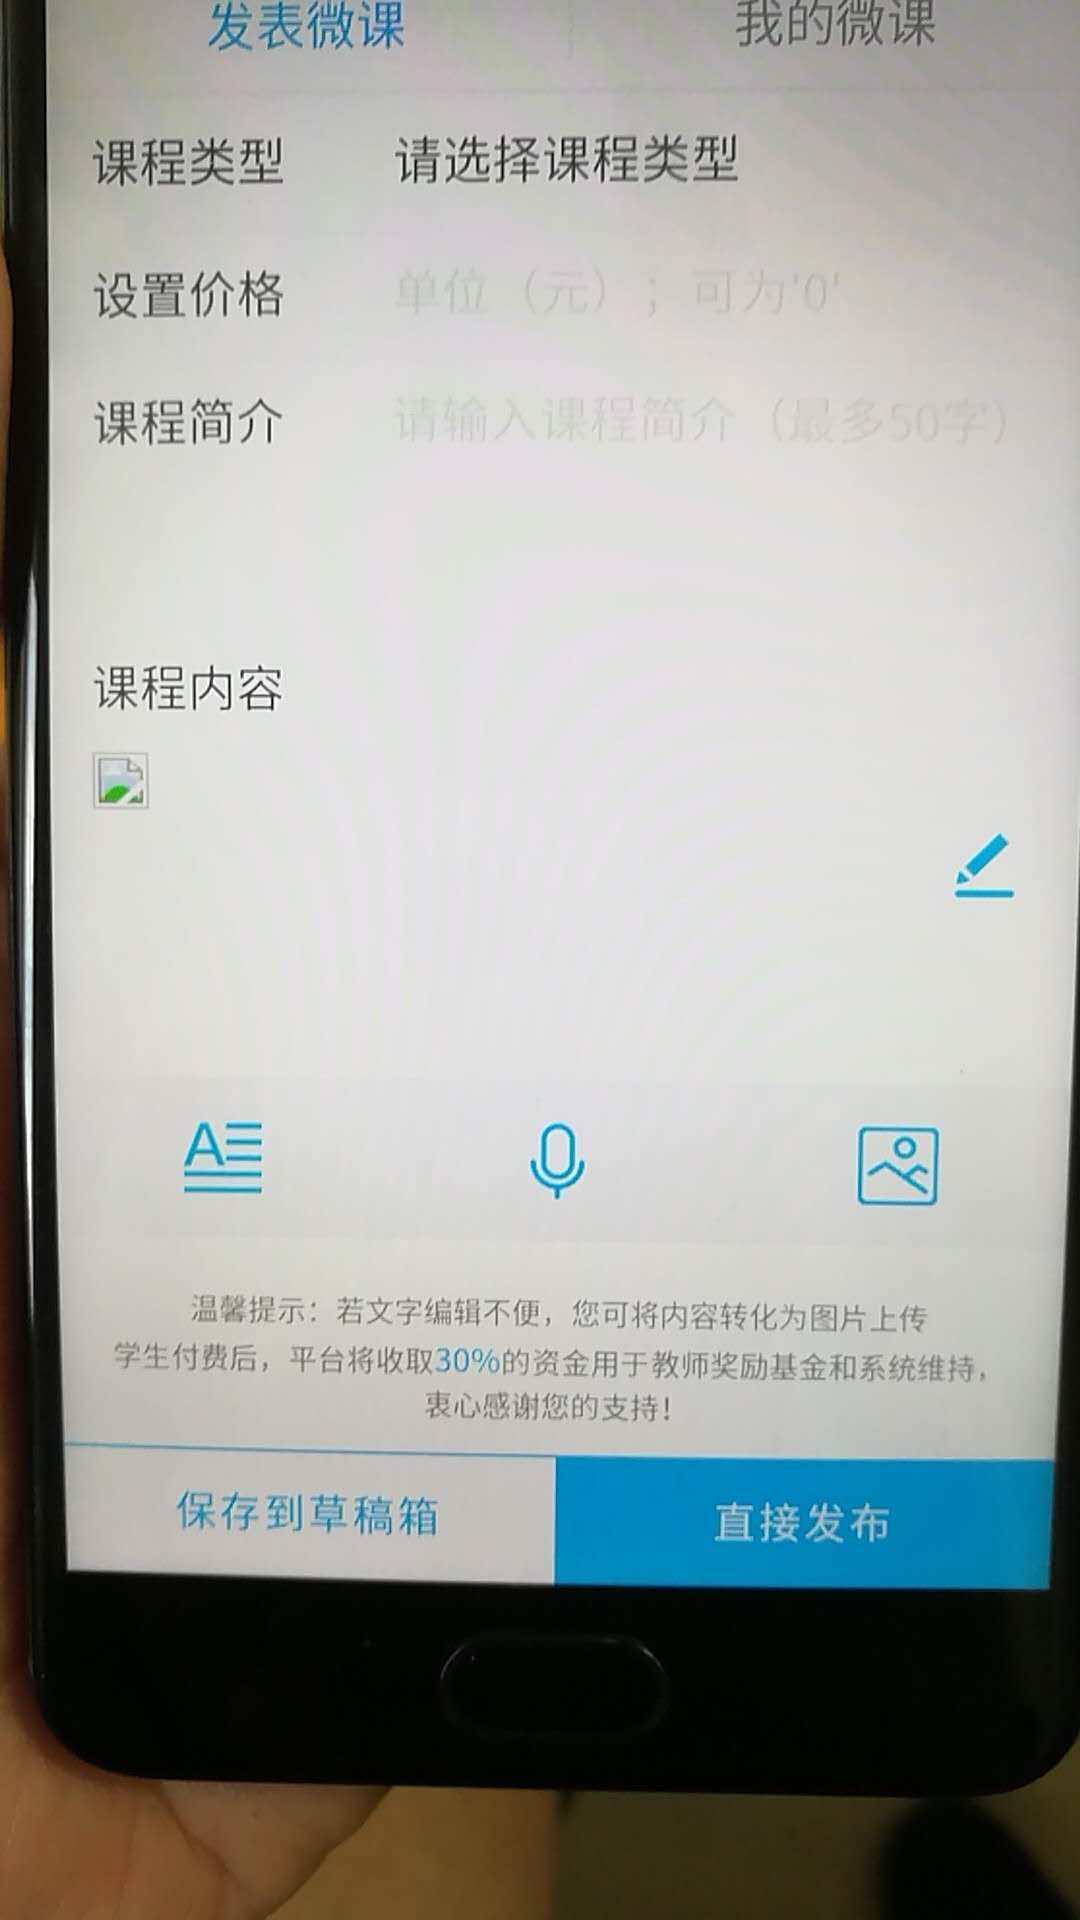 发表微课 我的微课
课程类型 请选择课程类型
设置价格 单位（元）；可为'0'
课程简介 请输入课程简介（最多50字）
课程内容
A
温馨提示：若文字编辑不便，您可将内容转化为图片上传
学生付费后，平台将收取30%的资金用于教师奖励基金和系统维持，
衷心感谢您的支持！
保存到草稿箱 直接发布